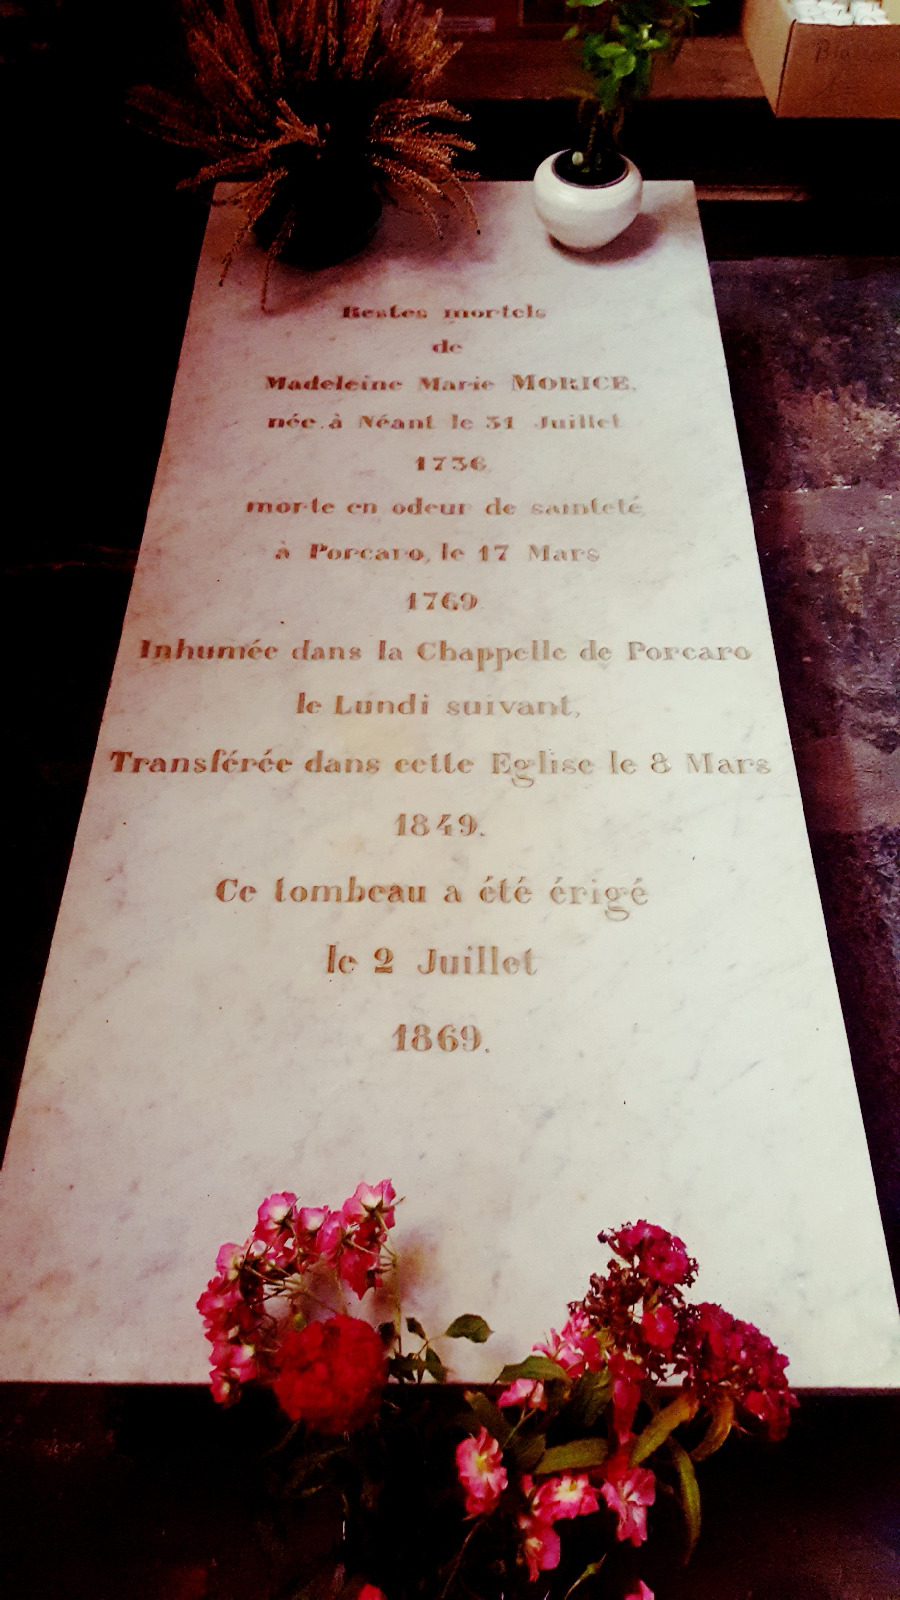 Restes mortels
de
Madeleine Marie MORICE,
née à Néant le 31 Juillet
1736
morte en odeur de sainteté,
à Porcaro, le 17 Mars
1769
Inhumée dans la Chappelle de Porcaro
le Lundi suivant,
Transférée dans cette Eglise le 8 Mars
1849.
Ce tombeau a été érigé
le 2 Juillet
1869.